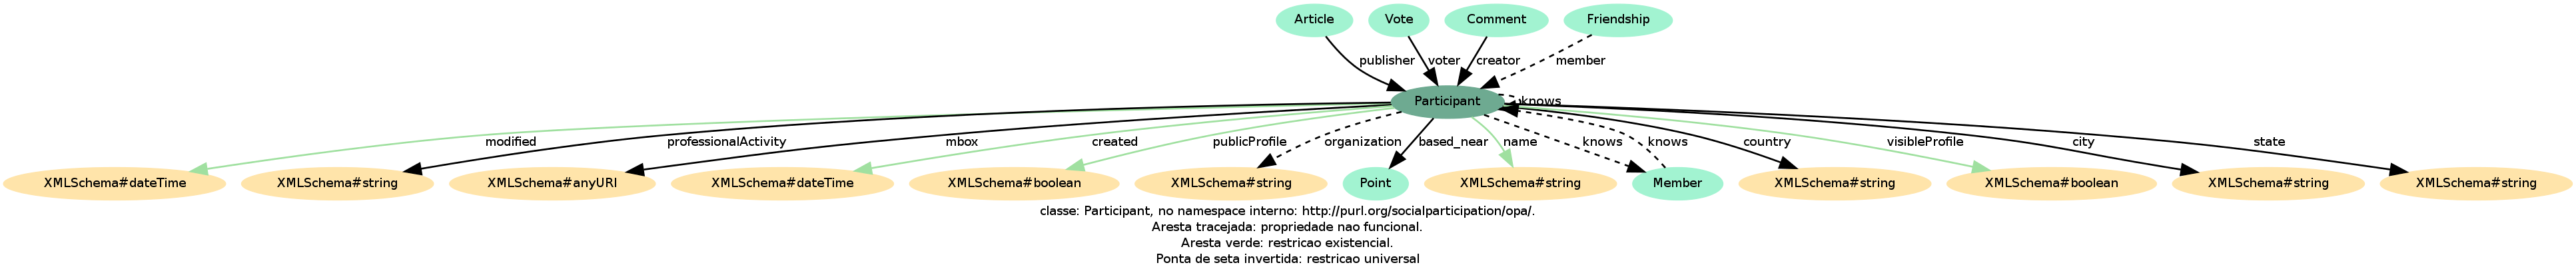 Article Vote Comment Friendship
publisher voter creator member
Participant knows
modified professionalActivity mbox created publicProfile organization based_near name knows knows country visibleProfile city state
XMLSchema#dateTime XMLSchema#string XMLSchema#anyURI XMLSchema#dateTime XMLSchema#boolean XMLSchema#string Point XMLSchema#string Member XMLSchema#string XMLSchema#boolean XMLSchema#string XMLSchema#string
classe: Participant, no namespace interno: http://purl.org/socialparticipation/opa/.
Aresta tracejada: propriedade nao funcional.
Aresta verde: restricao existencial.
Ponta de seta invertida: restricao universal